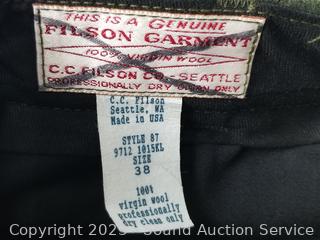 THIS IS A GENUINE
FILSON GARMENT
100% VIRGIN WOOL
C.C. FILSON CO - SEATTLE
PROFESSIONALLY DRY CLEAN ONLY
C.C. Filson
Seattle, WA
Made in USA
STYLE 87
9712 1015KL
SIZE
38
100%
virgin wool
professionally
dry clean only
Copyright 2023 Sound Auction Service